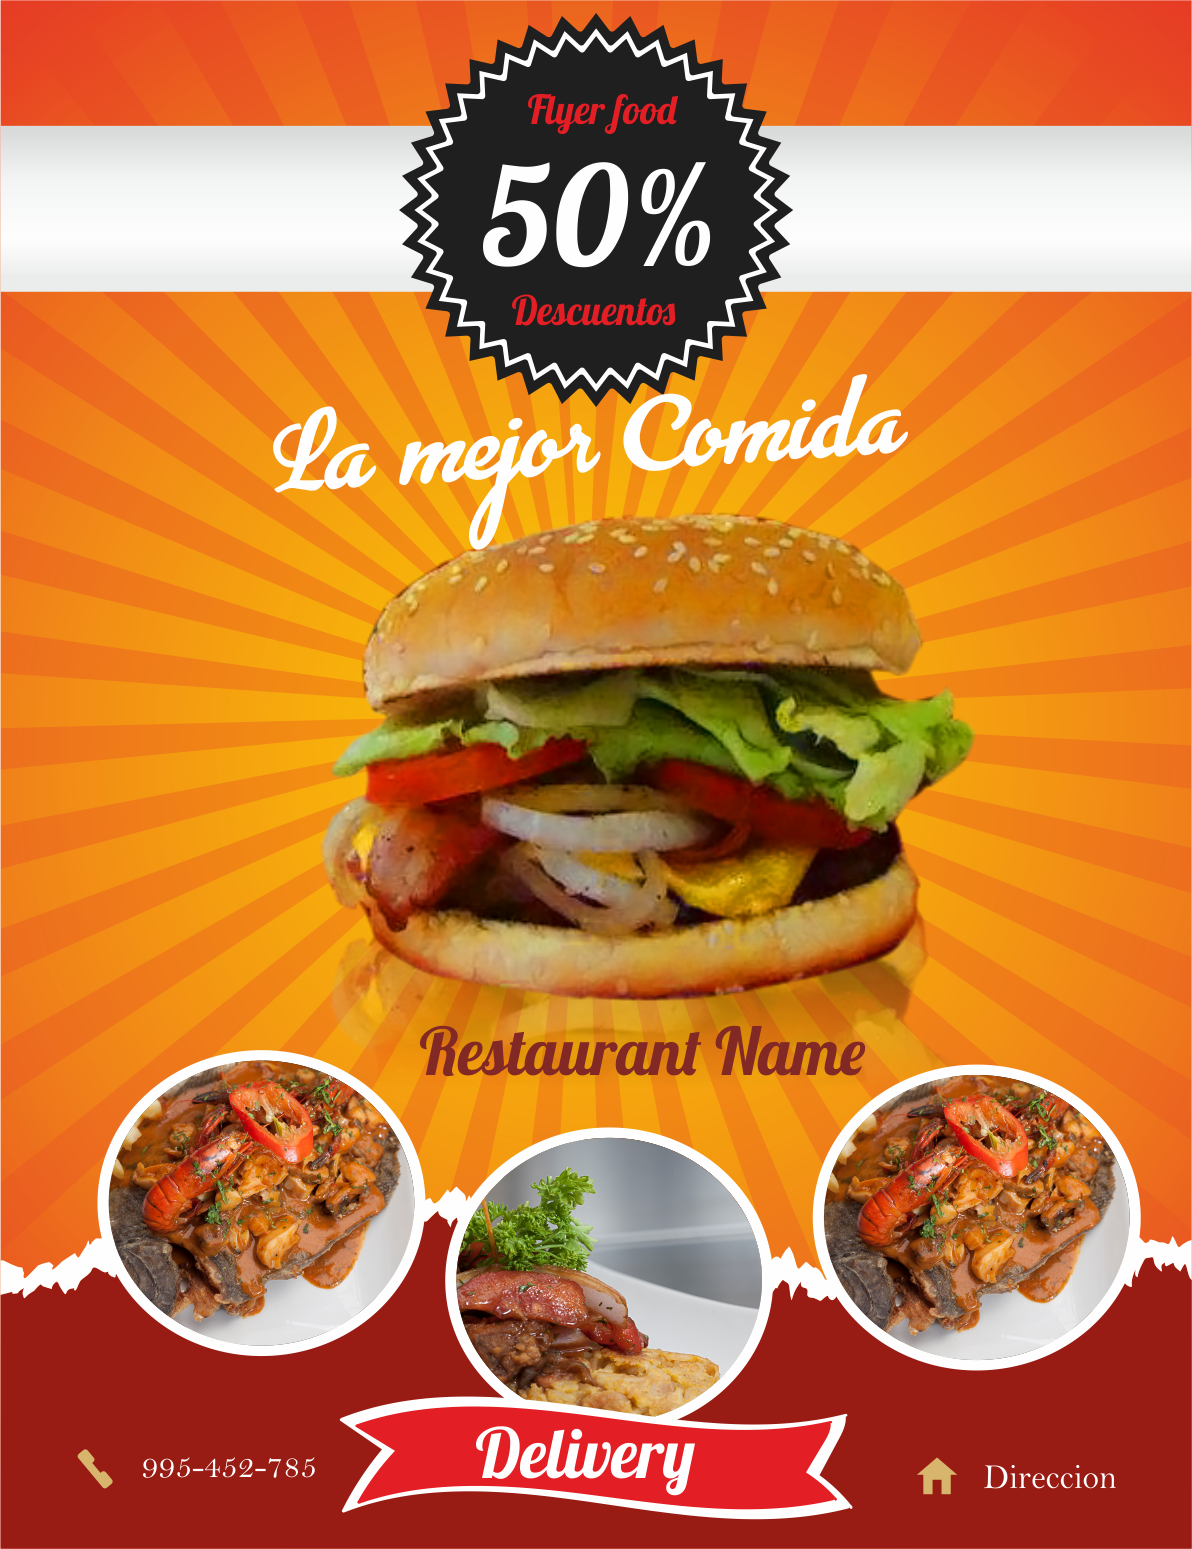 Flyer food
50%
Descuentos
La mejor Comida
Restaurant Name
Delivery
995-452-785
Direccion